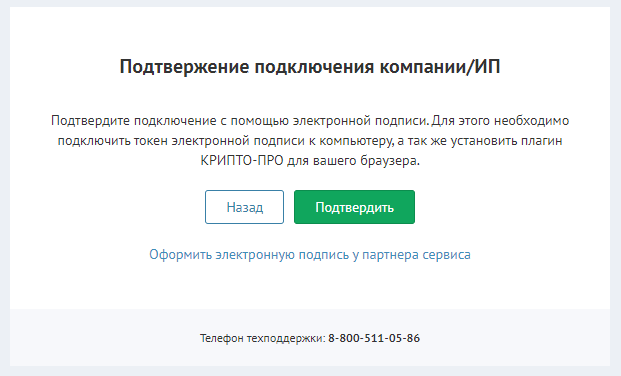 Подтвержение подключения компании/ИП
Подтвердите подключение с помощью электронной подписи. Для этого необходимо
подключить токен электронной подписи к компьютеру, а так же установить плагин
КРИПТО-ПРО для вашего браузера.
Назад
Подтвердить
Оформить электронную подпись у партнера сервиса
Телефон техподдержки: 8-800-511-05-86